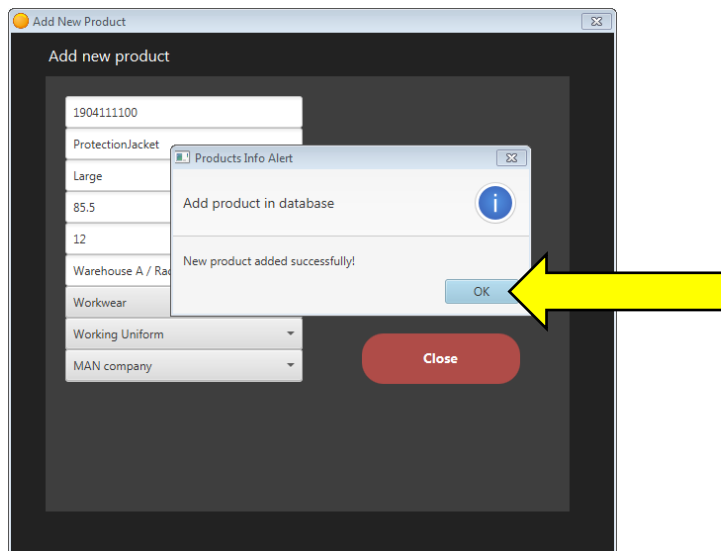 Add New Product
Add new product
1904111100
ProtectionJacket
Large
85.5
12
Warehouse A /
Workwear
Working Uniform
MAN company
Products Info Alert
Add product in database
i
New product added successfully!
OK
Close